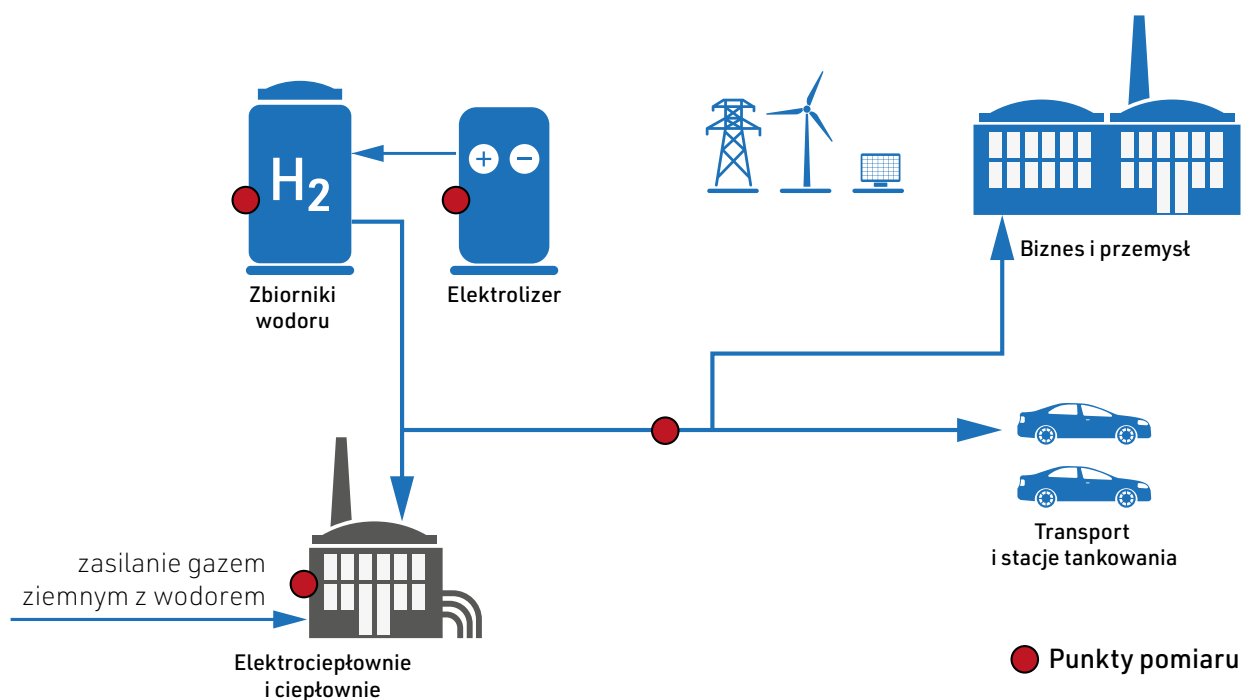 H2
Zbiorniki
wodoru
+ −
Elektrolizer
Biznes i przemysł
Transport
i stacje tankowania
zasilanie gazem
ziemnym z wodorem
Elektrociepłownie
i ciepłownie
Punkty pomiaru